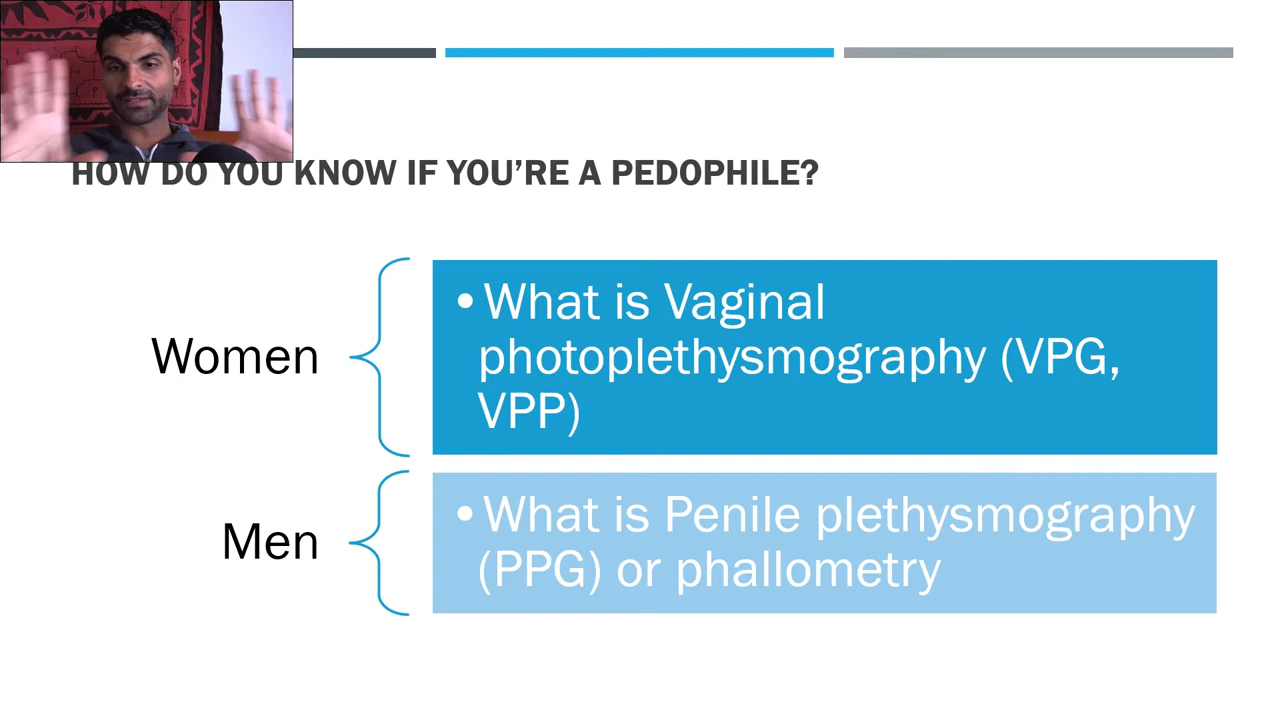 HOW DO YOU KNOW IF YOU'RE A PEDOPHILE?
Women
•What is Vaginal
photoplethysmography (VPG,
VPP)
Men
•What is Penile plethysmography
(PPG) or phallometry